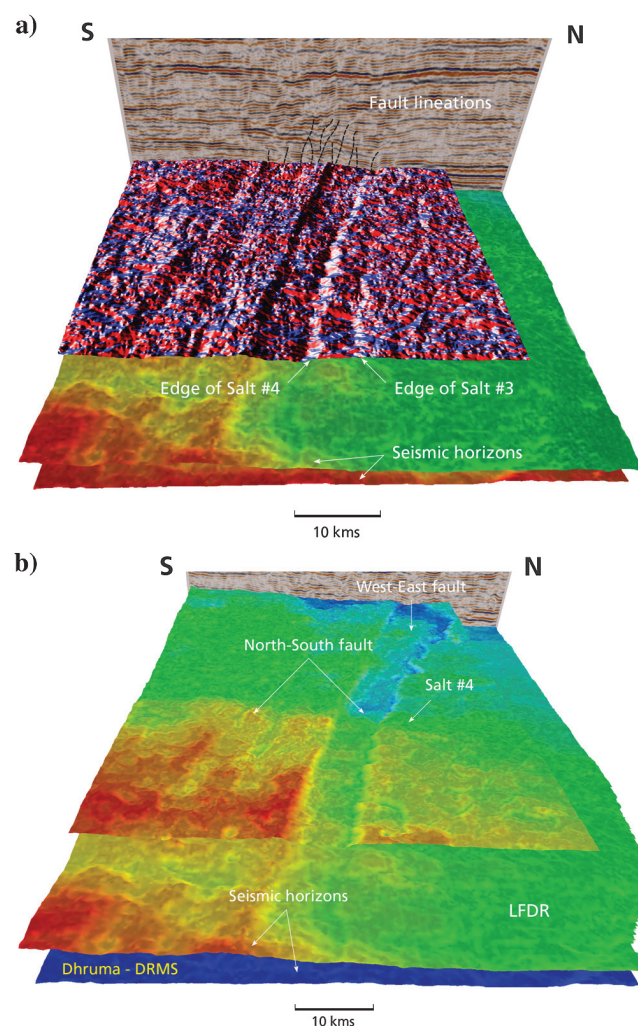 a)
S
N
Fault lineations
Edge of Salt #4
Edge of Salt #3
Seismic horizons
10 kms
b)
S
N
West-East fault
North-South fault
Salt #4
Seismic horizons
LFDR
Dhruma - DRMS
10 kms